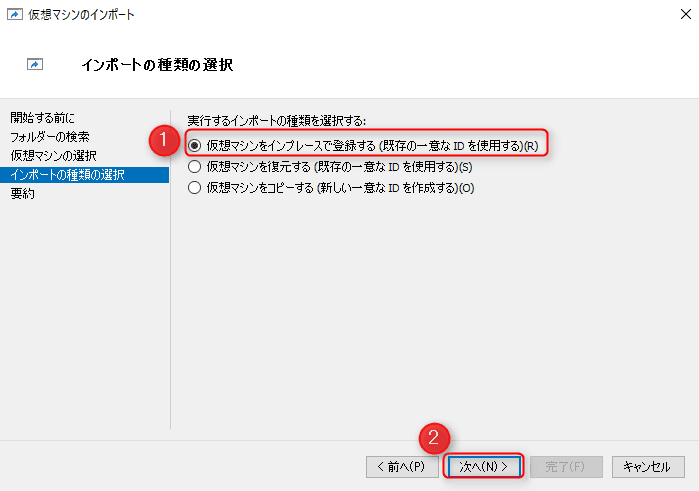 仮想マシンのインポート
インポートの種類の選択
開始する前に
フォルダーの検索
仮想マシンの選択
インポートの種類の選択
要約
実行するインポートの種類を選択する:
1
仮想マシンをインプレースで登録する (既存の一意な ID を使用する)(R)
仮想マシンを復元する (既存の一意な ID を使用する)(S)
仮想マシンをコピーする (新しい一意な ID を作成する)(O)
2
< 前へ(P)
次へ(N) >
完了(F)
キャンセル